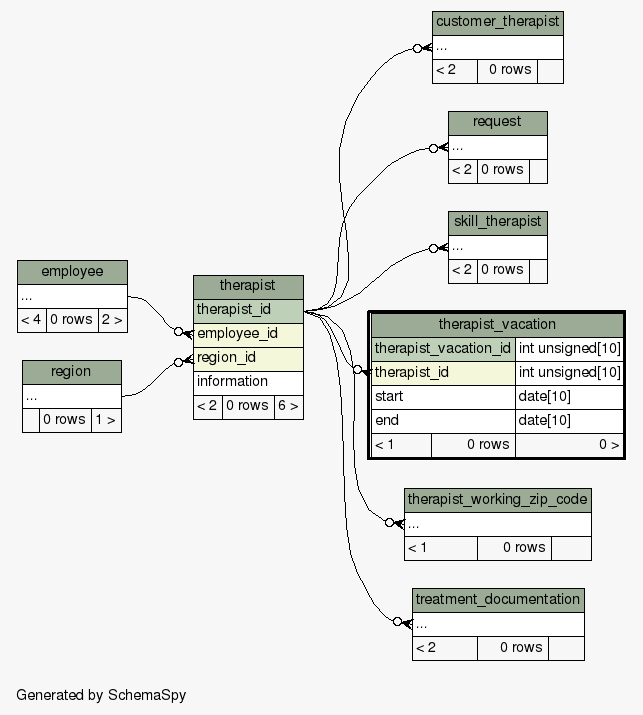 customer_therapist
...
< 2 0 rows
request
...
< 2 0 rows
skill_therapist
...
< 2 0 rows
employee
...
< 4 0 rows 2 >
region
...
0 rows 1 >
therapist
therapist_id
employee_id
region_id
information
< 2 0 rows 6 >
therapist_vacation
therapist_vacation_id int unsigned[10]
therapist_id int unsigned[10]
start date[10]
end date[10]
< 1 0 rows 0 >
therapist_working_zip_code
...
< 1 0 rows
treatment_documentation
...
< 2 0 rows
Generated by SchemaSpy